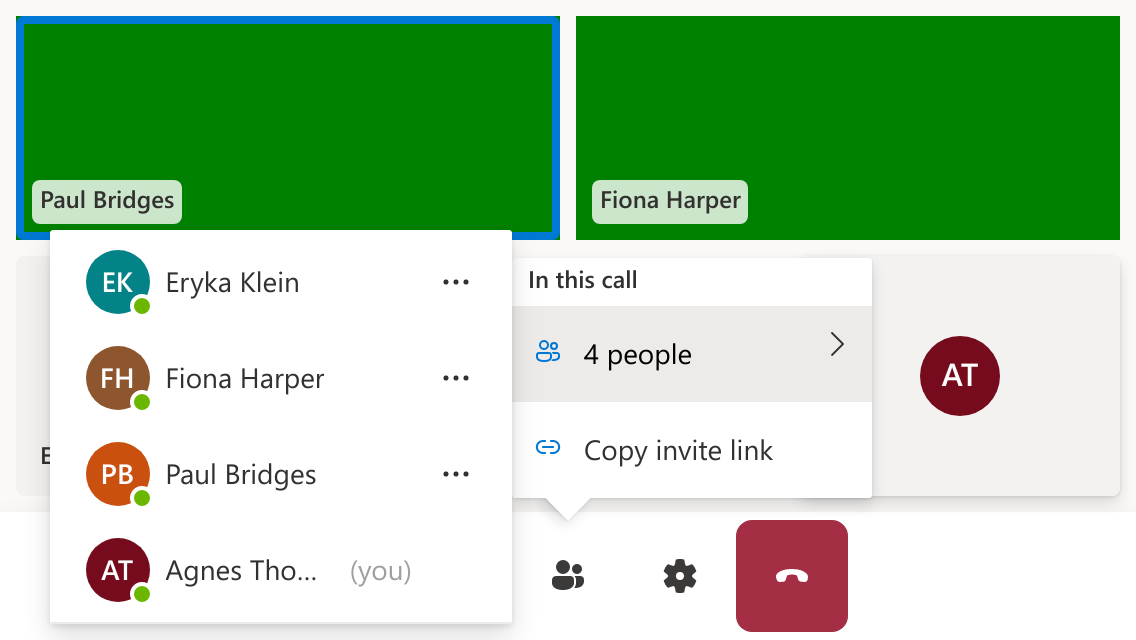 Paul Bridges
Fiona Harper
EK
Eryka Klein
FH
Fiona Harper
PB
Paul Bridges
AT
Agnes Tho...
(you)
In this call
4 people
Copy invite link
E
AT